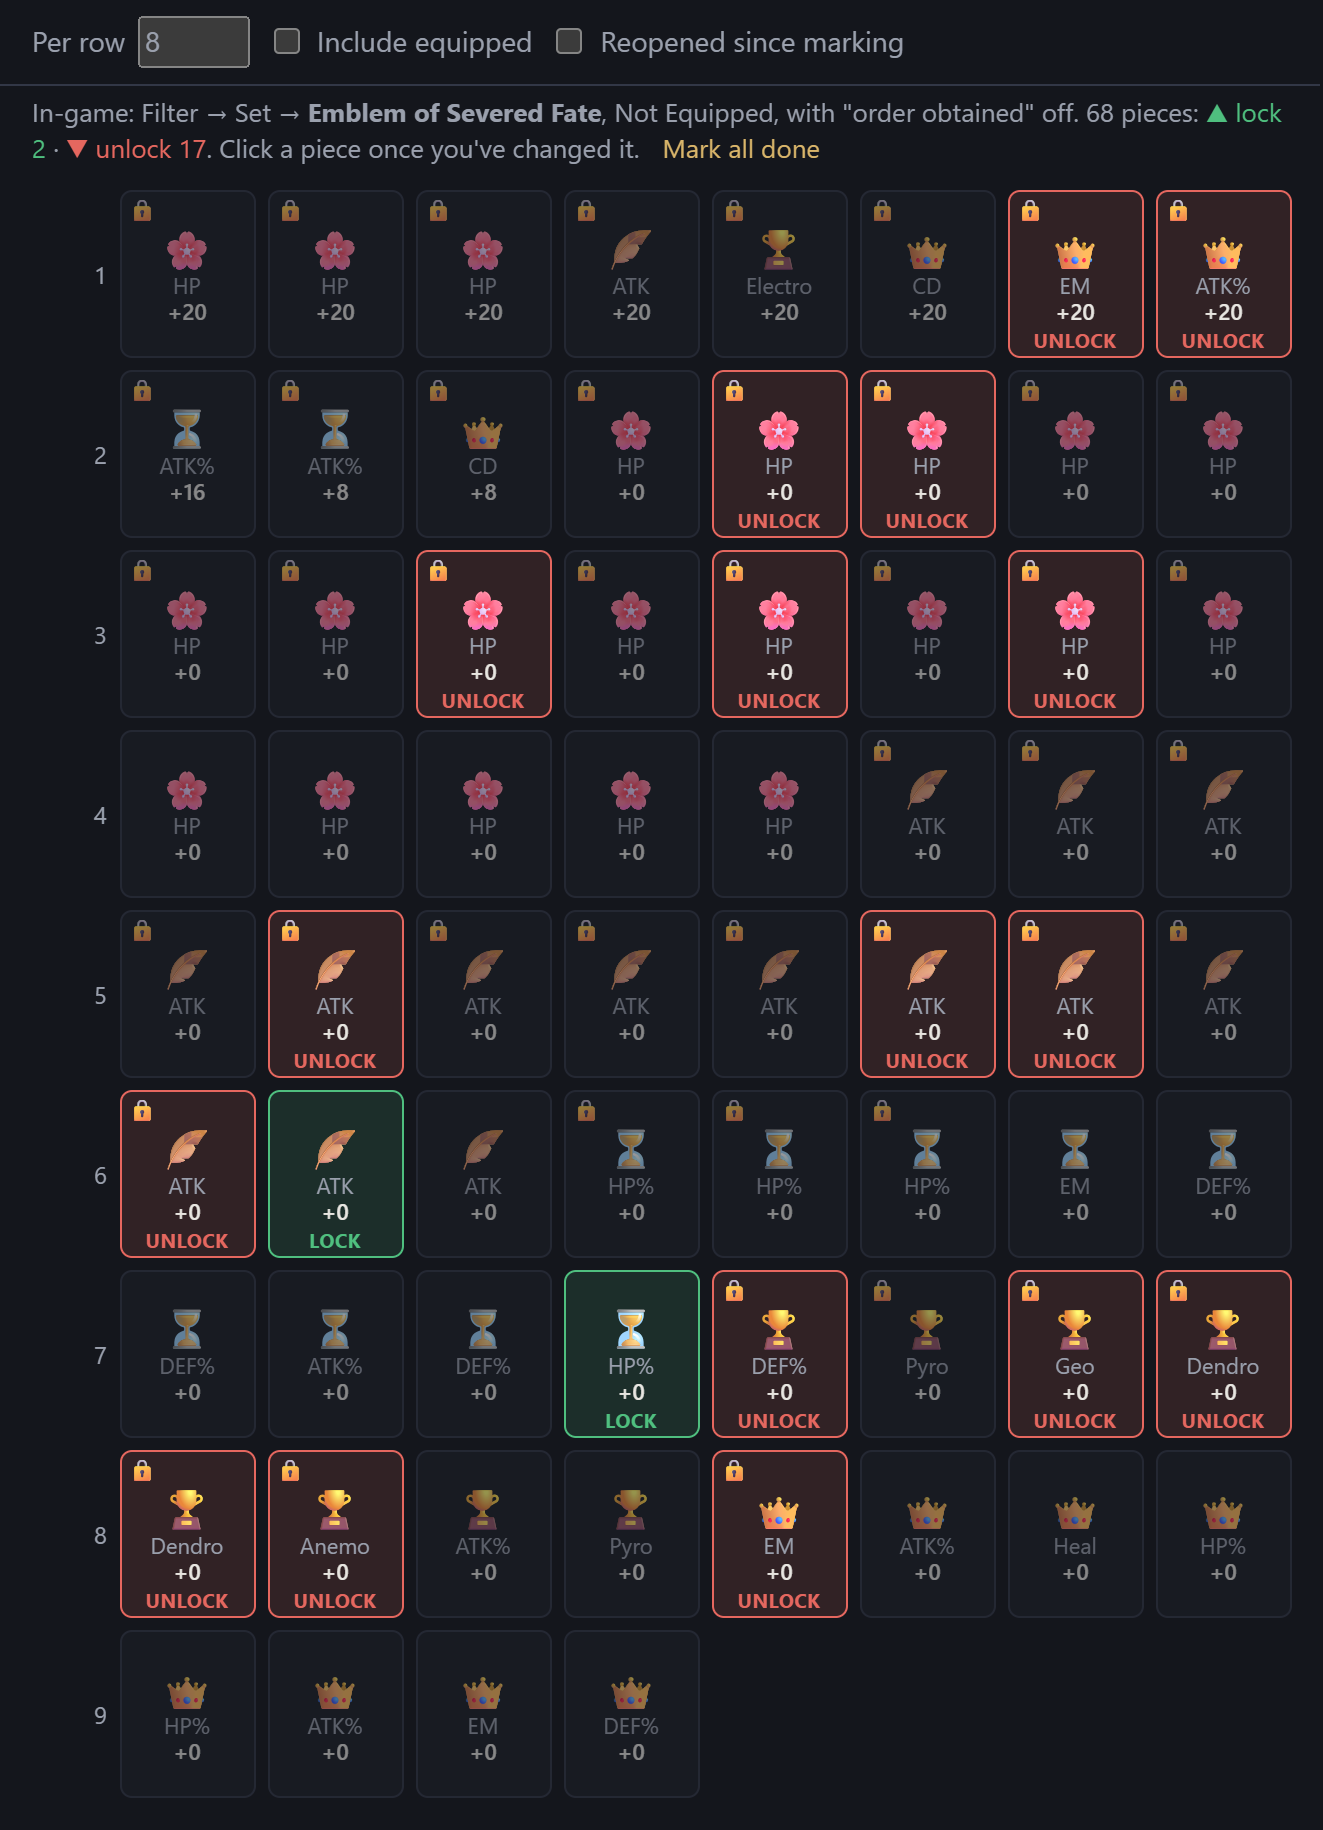 Per row 8 Include equipped Reopened since marking
In-game: Filter → Set → Emblem of Severed Fate, Not Equipped, with "order obtained" off. 68 pieces: ▲ lock
2 · ▼ unlock 17. Click a piece once you've changed it. Mark all done
1
HP HP HP ATK Electro CD EM ATK%
+20 +20 +20 +20 +20 +20 +20 +20
UNLOCK UNLOCK
2
ATK% ATK% CD HP HP HP HP HP
+16 +8 +8 +0 +0 +0 +0 +0
UNLOCK UNLOCK
3
HP HP HP HP HP HP HP HP
+0 +0 +0 +0 +0 +0 +0 +0
UNLOCK UNLOCK UNLOCK
4
HP HP HP HP HP ATK ATK ATK
+0 +0 +0 +0 +0 +0 +0 +0
5
ATK ATK ATK ATK ATK ATK ATK ATK
+0 +0 +0 +0 +0 +0 +0 +0
UNLOCK UNLOCK UNLOCK
6
ATK ATK ATK HP% HP% HP% EM DEF%
+0 +0 +0 +0 +0 +0 +0 +0
UNLOCK LOCK
7
DEF% ATK% DEF% HP% DEF% Pyro Geo Dendro
+0 +0 +0 +0 +0 +0 +0 +0
LOCK UNLOCK UNLOCK UNLOCK
8
Dendro Anemo ATK% Pyro EM ATK% Heal HP%
+0 +0 +0 +0 +0 +0 +0 +0
UNLOCK UNLOCK UNLOCK
9
HP% ATK% EM DEF%
+0 +0 +0 +0